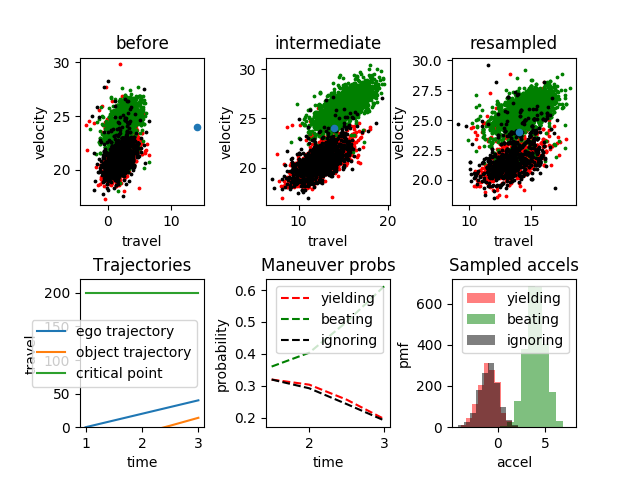 before
intermediate
resampled
velocity
30
25
20
0
10
travel
velocity
30
25
20
10
20
travel
velocity
30.0
27.5
25.0
22.5
20.0
10
15
travel
Trajectories
travel
200
150
100
50
0
1
2
3
time
ego trajectory
object trajectory
critical point
Maneuver probs
probability
0.6
0.5
0.4
0.3
0.2
2
3
time
yielding
beating
ignoring
Sampled accels
pmf
600
400
200
0
0
5
accel
yielding
beating
ignoring